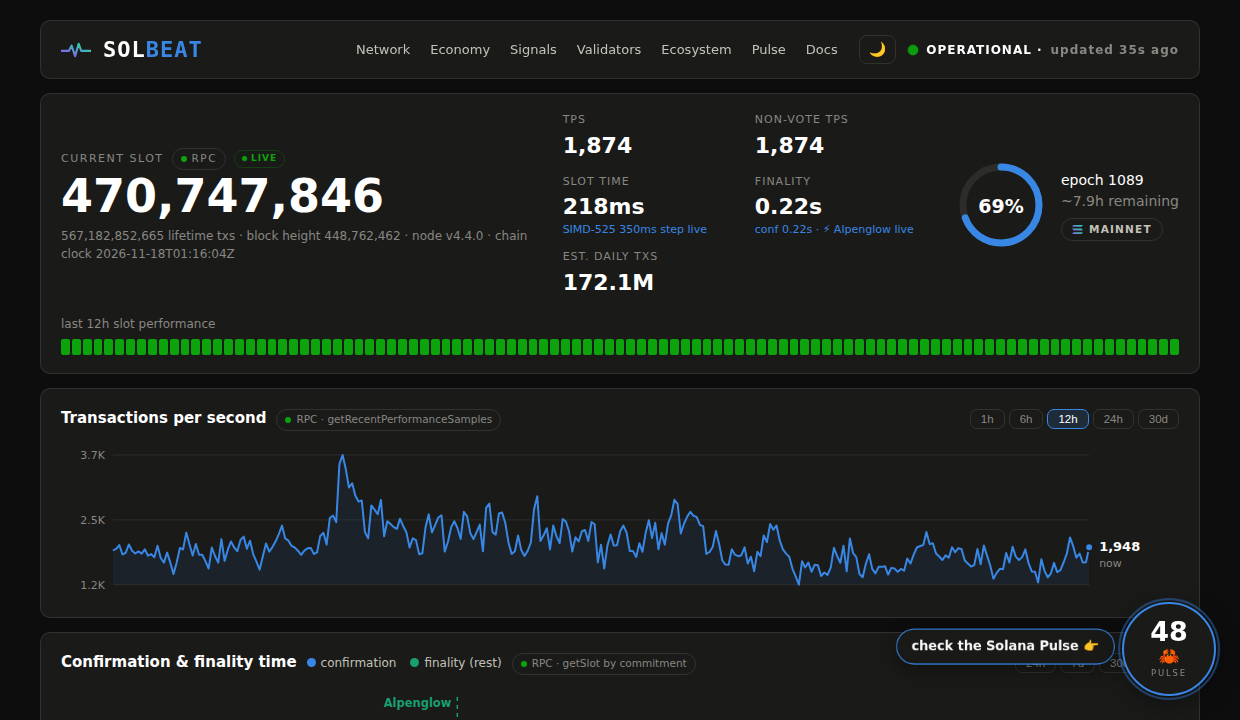 SOLBEAT
Network Economy Signals Validators Ecosystem Pulse Docs 🌙 OPERATIONAL · updated 35s ago
CURRENT SLOT RPC LIVE
470,747,846
567,182,852,665 lifetime txs · block height 448,762,462 · node v4.4.0 · chain
clock 2026-11-18T01:16:04Z
TPS
1,874
NON-VOTE TPS
1,874
SLOT TIME
218ms
SIMD-525 350ms step live
FINALITY
0.22s
conf 0.22s · ⚡ Alpenglow live
EST. DAILY TXS
172.1M
69%
epoch 1089
~7.9h remaining
MAINNET
last 12h slot performance
Transactions per second RPC · getRecentPerformanceSamples
1h 6h 12h 24h 30d
3.7K
2.5K
1.2K
1,948
now
Confirmation & finality time confirmation finality (rest) RPC · getSlot by commitment
Alpenglow
check the Solana Pulse 👉
48
🦀
PULSE